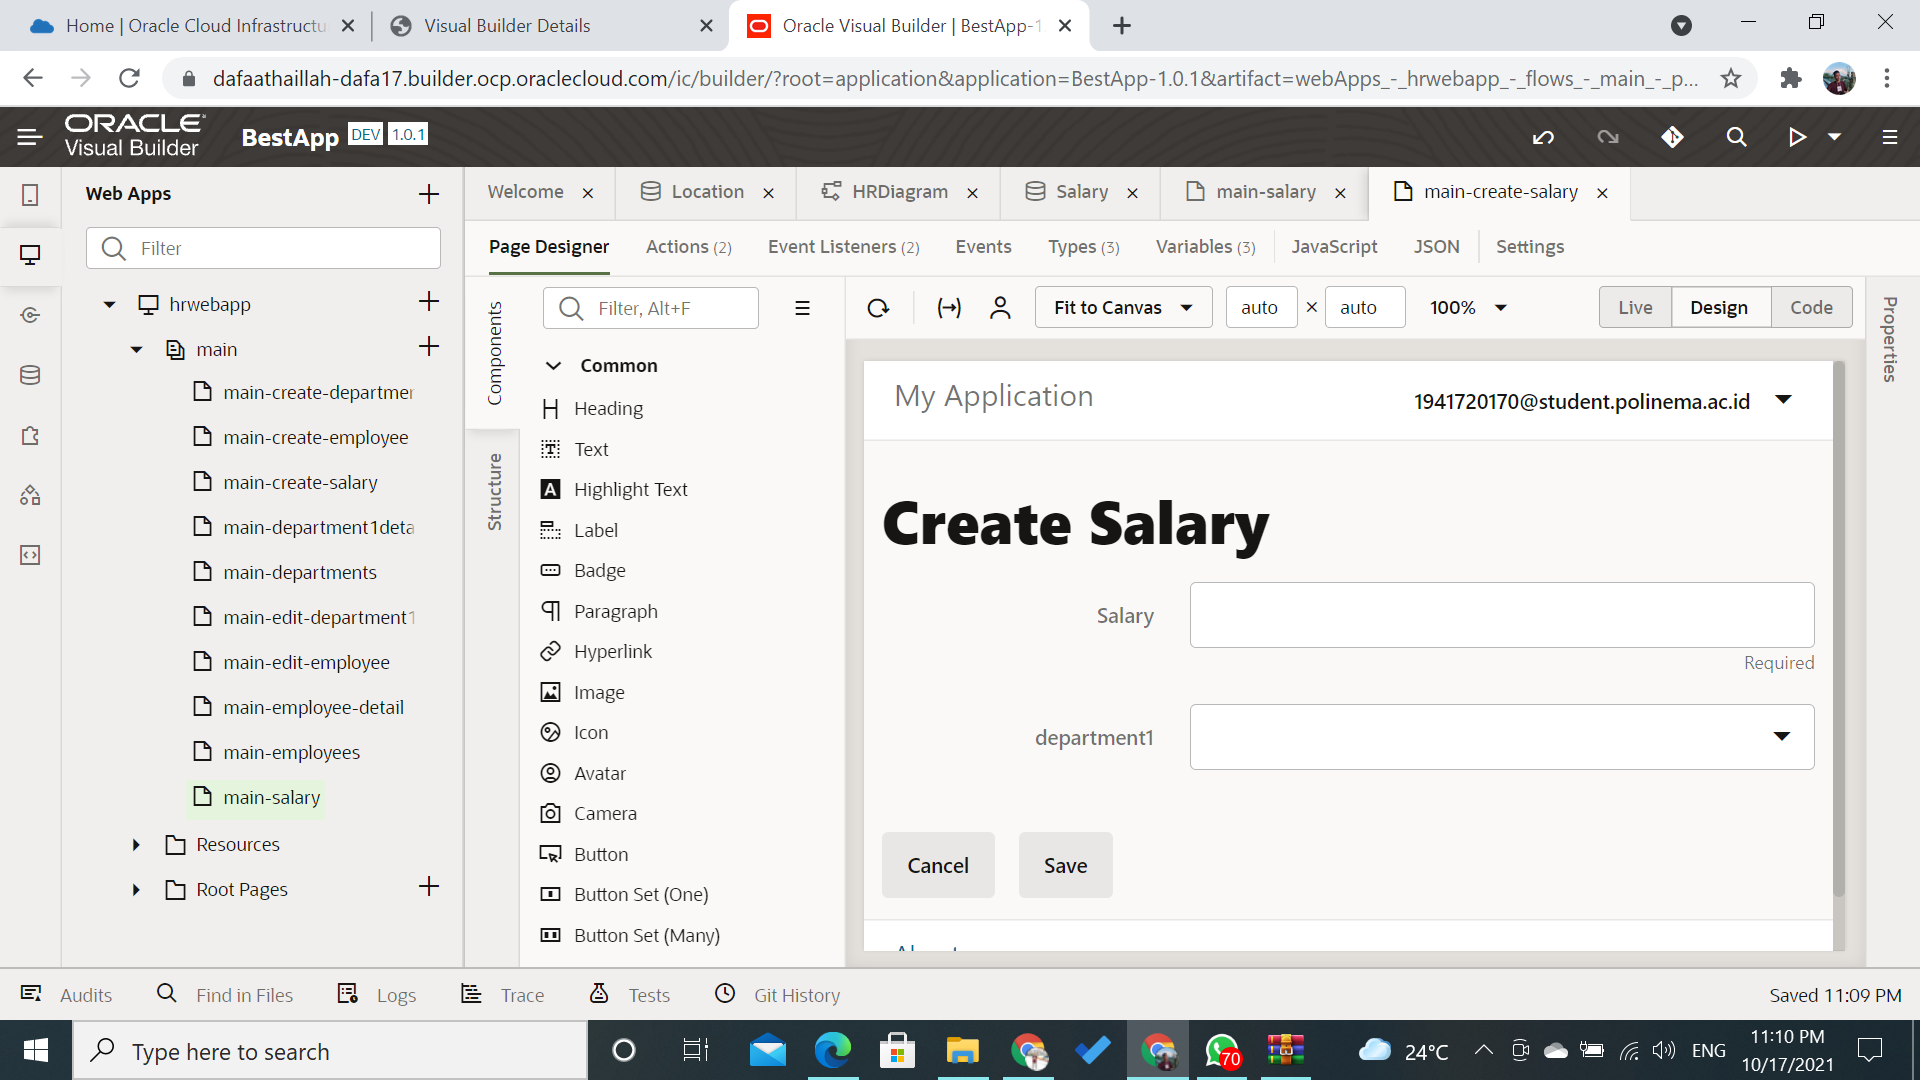 Home | Oracle Cloud Infrastructu
Visual Builder Details
Oracle Visual Builder | BestApp-1
dafaathaillah-dafa17.builder.ocp.oraclecloud.com/ic/builder/?root=application&application=BestApp-1.0.1&artifact=webApps_-_hrwebapp_-_flows_-_main_-_p...
ORACLE
Visual Builder
BestApp DEV 1.0.1
Web Apps
Filter
hrwebapp
main
main-create-departmer
main-create-employee
main-create-salary
main-department1deta
main-departments
main-edit-department1
main-edit-employee
main-employee-detail
main-employees
main-salary
Resources
Root Pages
Welcome
Location
HRDiagram
Salary
main-salary
main-create-salary
Page Designer
Actions (2)
Event Listeners (2)
Events
Types (3)
Variables (3)
JavaScript
JSON
Settings
Components
Structure
Filter, Alt+F
Common
Heading
Text
Highlight Text
Label
Badge
Paragraph
Hyperlink
Image
Icon
Avatar
Camera
Button
Button Set (One)
Button Set (Many)
Fit to Canvas
auto × auto
100%
Live
Design
Code
Properties
My Application
1941720170@student.polinema.ac.id
Create Salary
Salary
Required
department1
Cancel
Save
Audits
Find in Files
Logs
Trace
Tests
Git History
Saved 11:09 PM
Type here to search
70
24°C
ENG
11:10 PM
10/17/2021